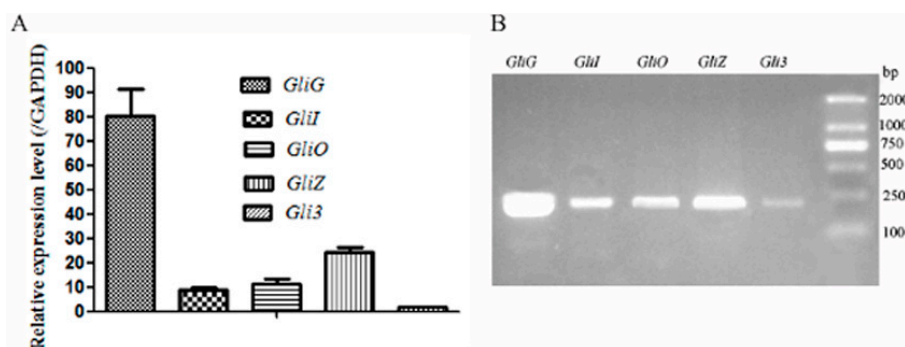 A
Relative expression level (/GAPDH)
100
90
80
70
60
50
40
30
20
10
0
GliG
GliI
GliO
GliZ
Gli3
B
GliG GliI GliO GliZ Gli3
bp
2000
1000
750
500
250
100